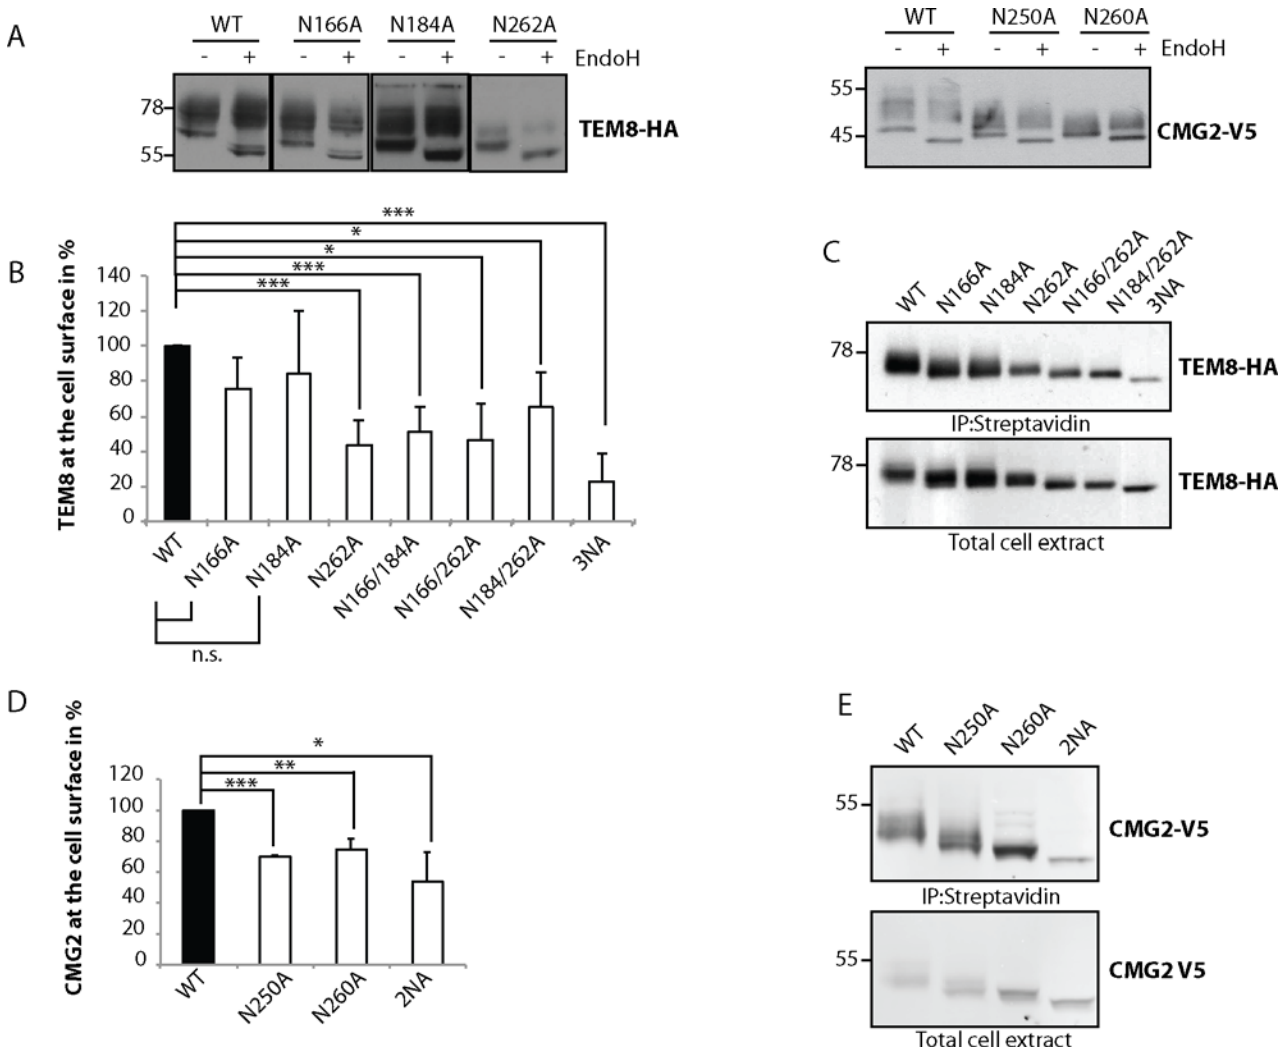 A
WT N166A N184A N262A
- + - + - + - + EndoH
78
55
TEM8-HA
WT N250A N260A
- + - + - + EndoH
55
45
CMG2-V5
B
TEM8 at the cell surface in %
***
*
*
***
***
140
120
100
80
60
40
20
0
WT N166A N184A N262A N166/184A N166/262A N184/262A 3NA
n.s.
C
WT N166A N184A N262A N166/262A N184/262A 3NA
78
TEM8-HA
IP:Streptavidin
78
TEM8-HA
Total cell extract
D
CMG2 at the cell surface in %
*
**
***
120
100
80
60
40
20
0
WT N250A N260A 2NA
E
WT N250A N260A 2NA
55
CMG2-V5
IP:Streptavidin
55
CMG2 V5
Total cell extract